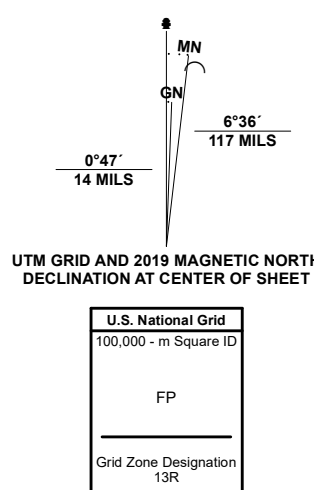 MN
GN
6°36´
117 MILS
0°47´
14 MILS
UTM GRID AND 2019 MAGNETIC NORTH
DECLINATION AT CENTER OF SHEET
U.S. National Grid
100,000 - m Square ID
FP
Grid Zone Designation
13R